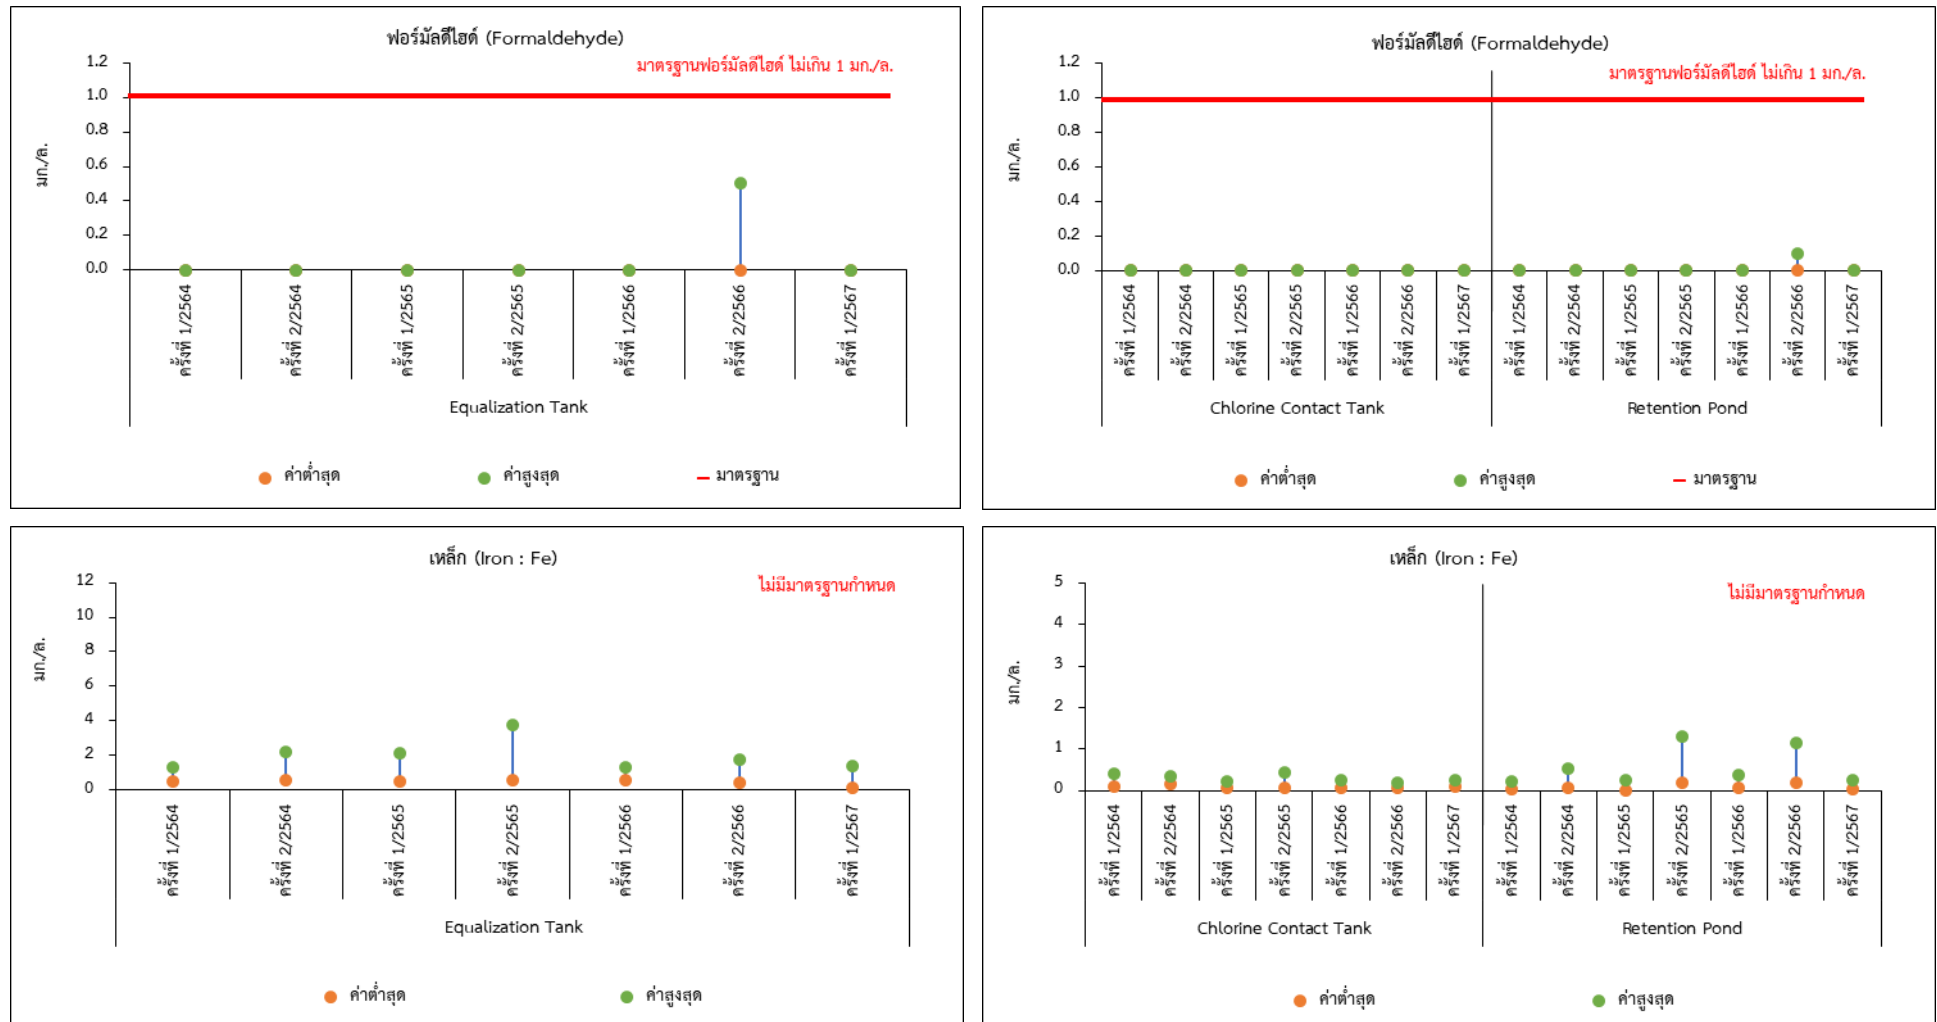 ฟอร์มัลดีไฮด์ (Formaldehyde)
มาตรฐานฟอร์มัลดีไฮด์ ไม่เกิน 1 มก./ล.
มก./ล.
1.2
1.0
0.8
0.6
0.4
0.2
0.0
ครั้งที่ 1/2564
ครั้งที่ 2/2564
ครั้งที่ 1/2565
ครั้งที่ 2/2565
ครั้งที่ 1/2566
ครั้งที่ 2/2566
ครั้งที่ 1/2567
Equalization Tank
ค่าต่ำสุด ค่าสูงสุด มาตรฐาน
ฟอร์มัลดีไฮด์ (Formaldehyde)
มาตรฐานฟอร์มัลดีไฮด์ ไม่เกิน 1 มก./ล.
มก./ล.
1.2
1.0
0.8
0.6
0.4
0.2
0.0
ครั้งที่ 1/2564
ครั้งที่ 2/2564
ครั้งที่ 1/2565
ครั้งที่ 2/2565
ครั้งที่ 1/2566
ครั้งที่ 2/2566
ครั้งที่ 1/2567
ครั้งที่ 1/2564
ครั้งที่ 2/2564
ครั้งที่ 1/2565
ครั้งที่ 2/2565
ครั้งที่ 1/2566
ครั้งที่ 2/2566
ครั้งที่ 1/2567
Chlorine Contact Tank Retention Pond
ค่าต่ำสุด ค่าสูงสุด มาตรฐาน
เหล็ก (Iron : Fe)
ไม่มีมาตรฐานกำหนด
มก./ล.
12
10
8
6
4
2
0
ครั้งที่ 1/2564
ครั้งที่ 2/2564
ครั้งที่ 1/2565
ครั้งที่ 2/2565
ครั้งที่ 1/2566
ครั้งที่ 2/2566
ครั้งที่ 1/2567
Equalization Tank
ค่าต่ำสุด ค่าสูงสุด
เหล็ก (Iron : Fe)
ไม่มีมาตรฐานกำหนด
มก./ล.
5
4
3
2
1
0
ครั้งที่ 1/2564
ครั้งที่ 2/2564
ครั้งที่ 1/2565
ครั้งที่ 2/2565
ครั้งที่ 1/2566
ครั้งที่ 2/2566
ครั้งที่ 1/2567
ครั้งที่ 1/2564
ครั้งที่ 2/2564
ครั้งที่ 1/2565
ครั้งที่ 2/2565
ครั้งที่ 1/2566
ครั้งที่ 2/2566
ครั้งที่ 1/2567
Chlorine Contact Tank Retention Pond
ค่าต่ำสุด ค่าสูงสุด